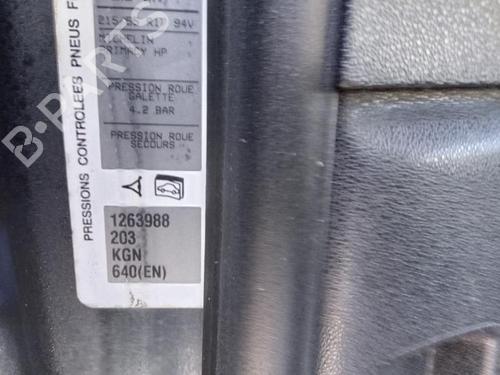 215/55 R17 94V
MICHELIN
PRIMACY HP
PRESSION ROUE
GALETTE
4.2 BAR
PRESSION ROUE
SECOURS
PRESSIONS CONTROLEES PNEUS F
1263988
203
KGN
640(EN)
B-PARTS